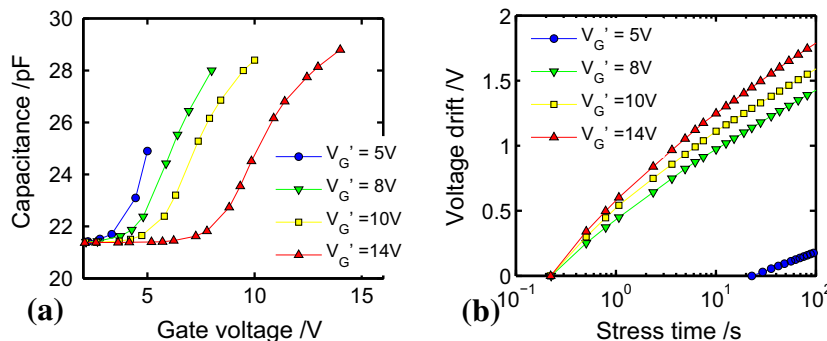 30
28
26
24
22
20
5
10
15
Capacitance /pF
Gate voltage /V
V_G' = 5V
V_G' = 8V
V_G' =10V
V_G' =14V
(a)
2
1.5
1
0.5
0
10^−1
10^0
10^1
10^2
Voltage drift /V
Stress time /s
V_G' = 5V
V_G' = 8V
V_G' =10V
V_G' =14V
(b)